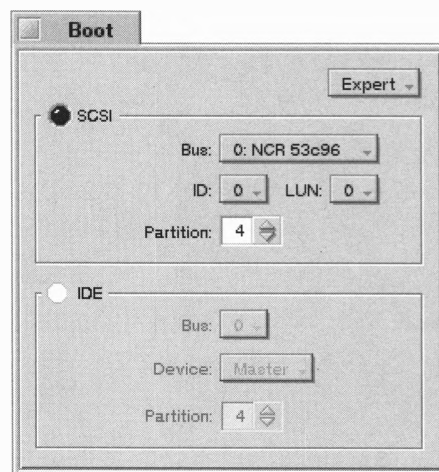 Boot
Expert
SCSI
Bus: 0: NCR 53c96
ID: 0 LUN: 0
Partition: 4
IDE
Bus: 0
Device: Master
Partition: 4